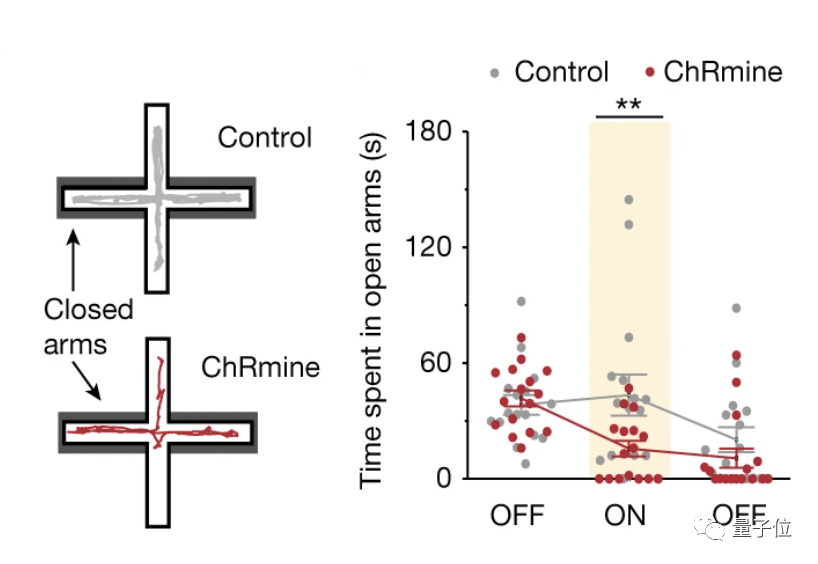 Control
Closed
arms
ChRmine
Control ChRmine
**
Time spent in open arms (s)
180
120
60
0
OFF ON OFF
量子位